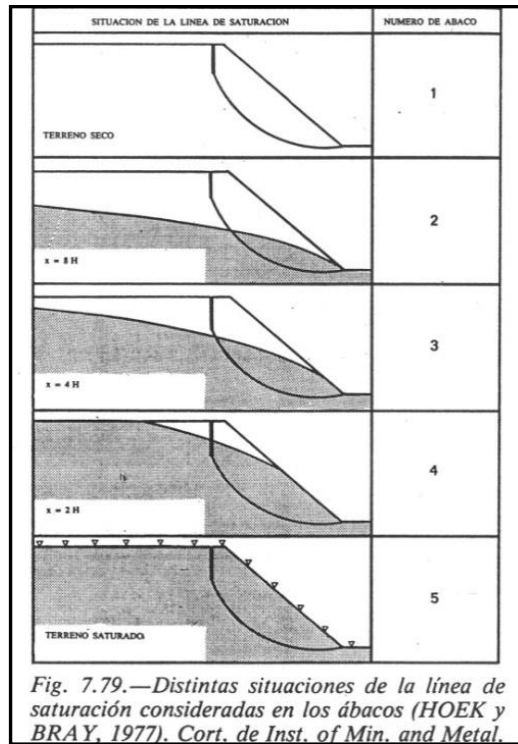 SITUACION DE LA LINEA DE SATURACION
NUMERO DE ABACO
TERRENO SECO
1
x = 8 H
2
x = 4 H
3
x = 2 H
4
TERRENO SATURADO
5
Fig. 7.79.—Distintas situaciones de la línea de
saturación consideradas en los ábacos (HOEK y
BRAY, 1977). Cort. de Inst. of Min. and Metal.